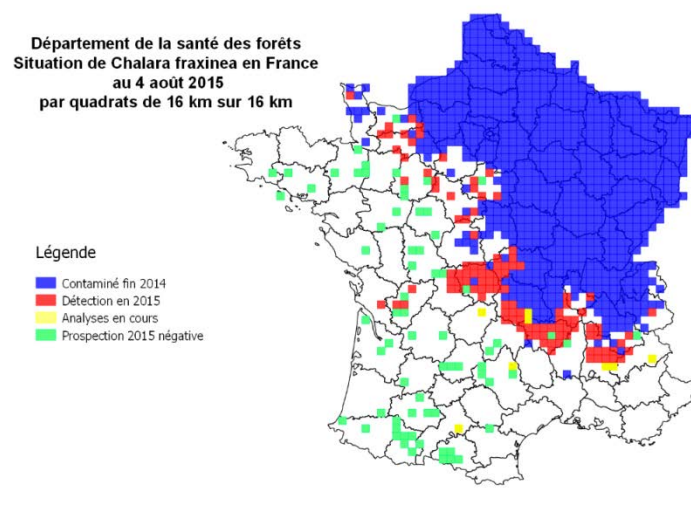 Département de la santé des forêts
Situation de Chalara fraxinea en France
au 4 août 2015
par quadrats de 16 km sur 16 km
Légende
Contaminé fin 2014
Détection en 2015
Analyses en cours
Prospection 2015 négative